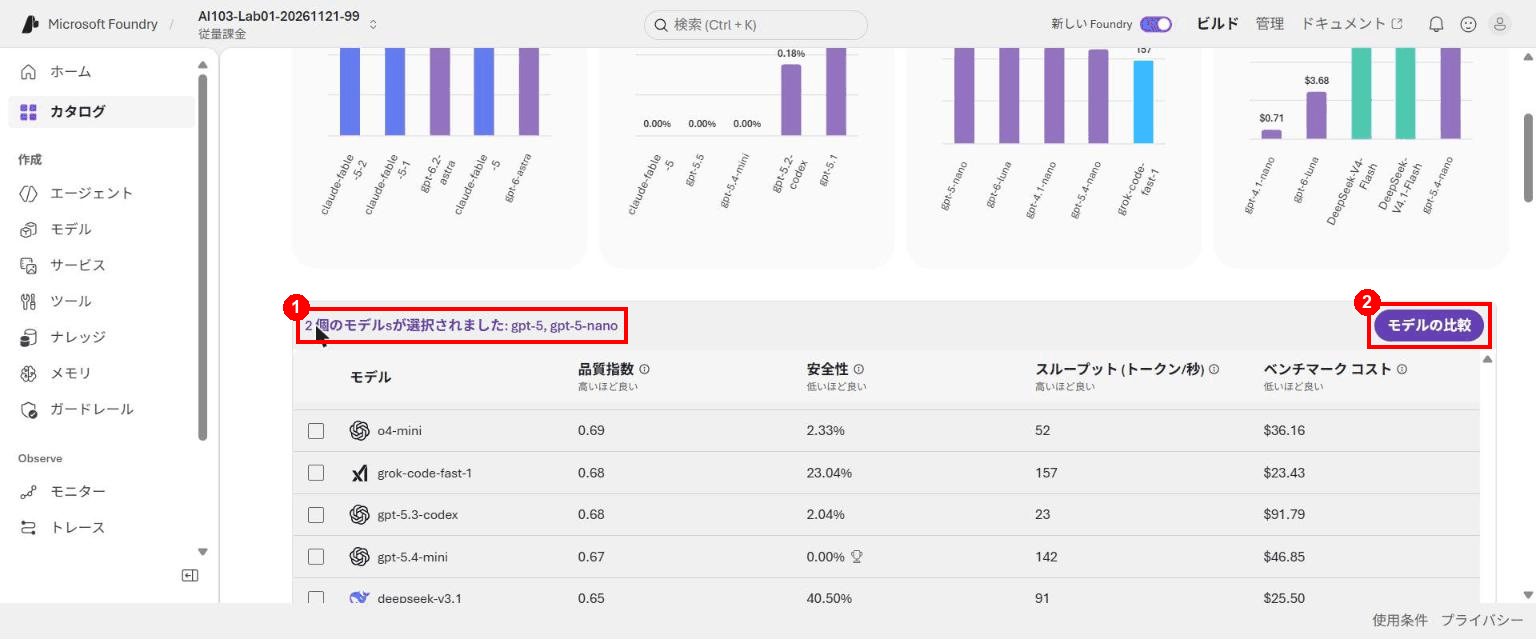 Microsoft Foundry / AI103-Lab01-20261121-99
従量課金
検索 (Ctrl + K)
新しい Foundry ビルド 管理 ドキュメント
ホーム
カタログ
作成
エージェント
モデル
サービス
ツール
ナレッジ
メモリ
ガードレール
Observe
モニター
トレース
claude-fable-5-2
claude-fable-5-1
gpt-6.2-astra
claude-fable-5
gpt-6-astra
0.00% 0.00% 0.00% 0.18%
claude-fable-5
gpt-5.5
gpt-5.4-mini
gpt-5.2-codex
gpt-5.1
157
gpt-5-nano
gpt-6-luna
gpt-4.1-nano
gpt-5.4-nano
grok-code-fast-1
$0.71 $3.68
gpt-4.1-nano
gpt-6-luna
DeepSeek-V4-Flash
DeepSeek-V4.1-Flash
gpt-5.4-nano
1
2 個のモデルsが選択されました: gpt-5, gpt-5-nano
2
モデルの比較
モデル 品質指数 安全性 スループット (トークン/秒) ベンチマーク コスト
高いほど良い 低いほど良い 高いほど良い 低いほど良い
o4-mini 0.69 2.33% 52 $36.16
grok-code-fast-1 0.68 23.04% 157 $23.43
gpt-5.3-codex 0.68 2.04% 23 $91.79
gpt-5.4-mini 0.67 0.00% 142 $46.85
deepseek-v3.1 0.65 40.50% 91 $25.50
使用条件 プライバシー